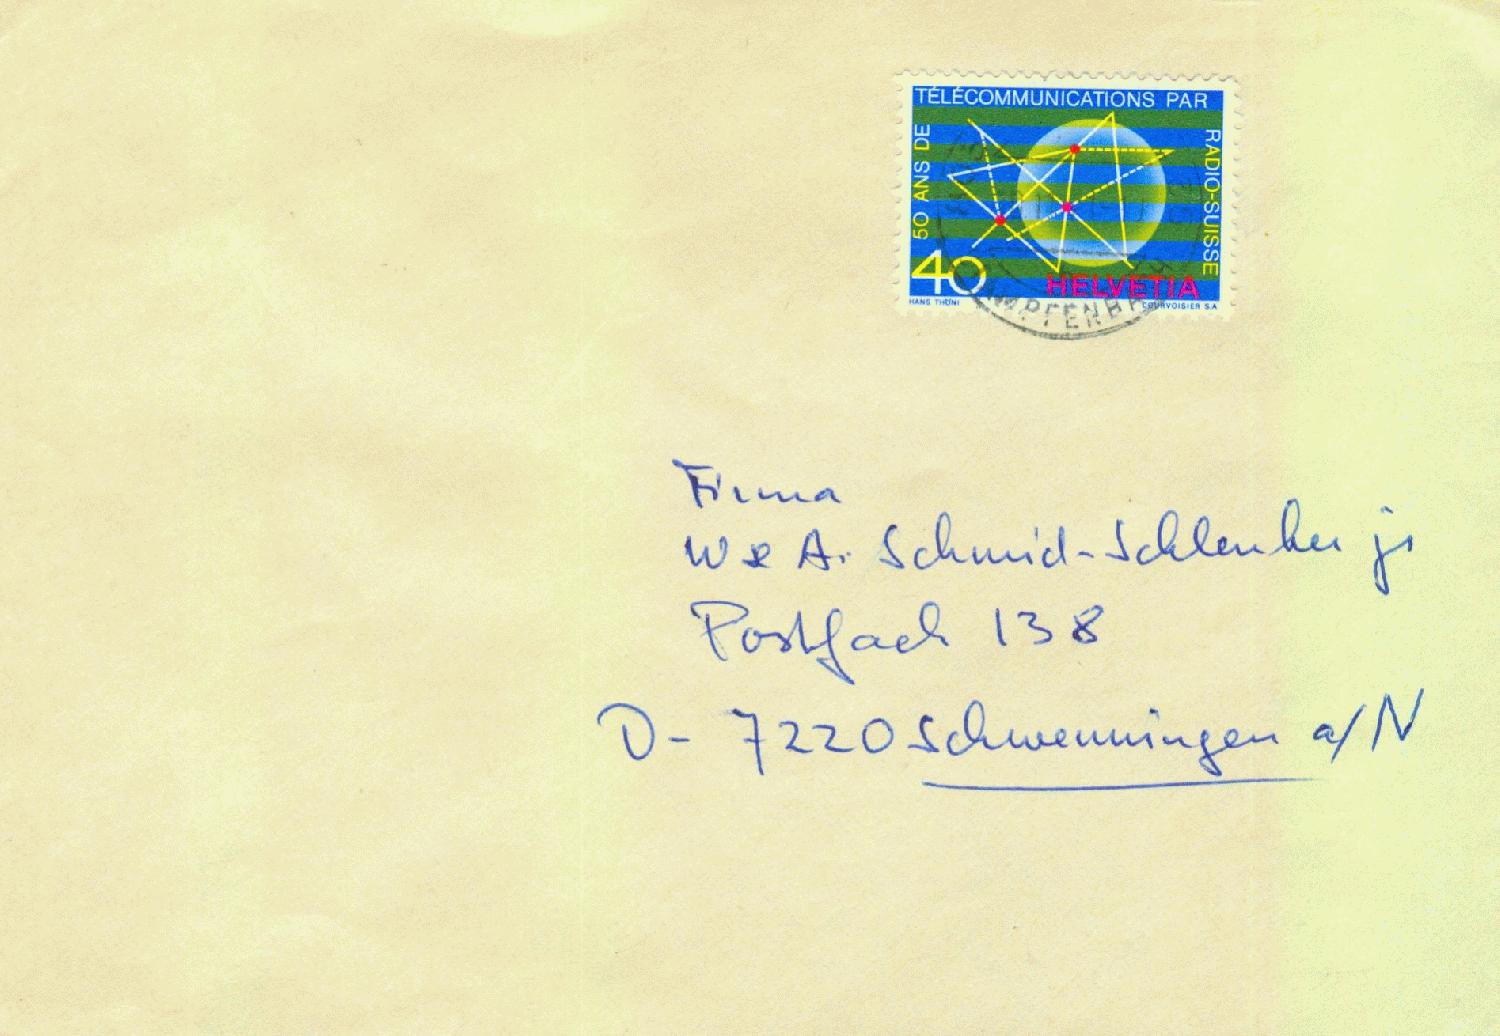 TÉLÉCOMMUNICATIONS PAR
50 ANS DE
RADIO-SUISSE
40
HELVETIA
HANS THÖNI
COURVOISIER S.A.
Firma
W & A. Schmid-Schlenker jr
Postfach 138
D- 7220 Schwenningen a/N